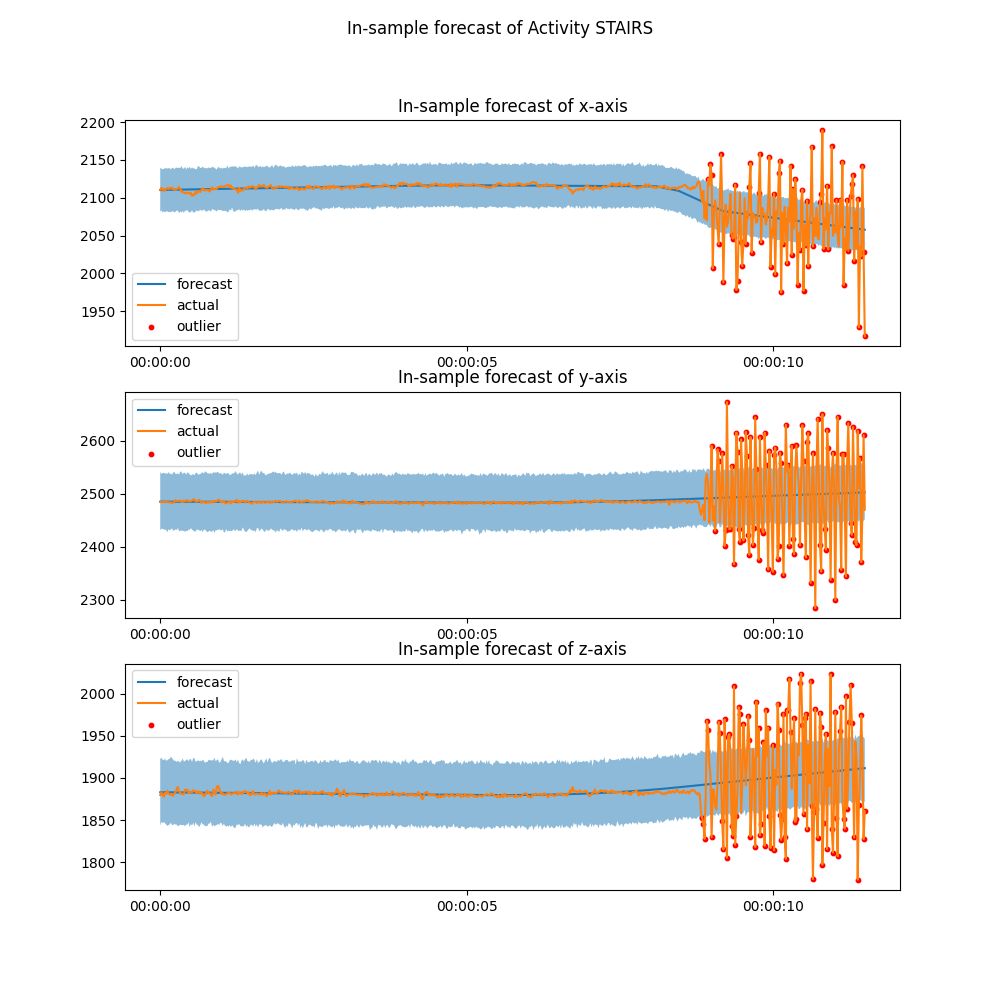 In-sample forecast of Activity STAIRS
In-sample forecast of x-axis
2200
2150
2100
2050
2000
1950
forecast
actual
outlier
00:00:00 00:00:05 00:00:10
In-sample forecast of y-axis
2600
2500
2400
2300
forecast
actual
outlier
00:00:00 00:00:05 00:00:10
In-sample forecast of z-axis
2000
1950
1900
1850
1800
forecast
actual
outlier
00:00:00 00:00:05 00:00:10